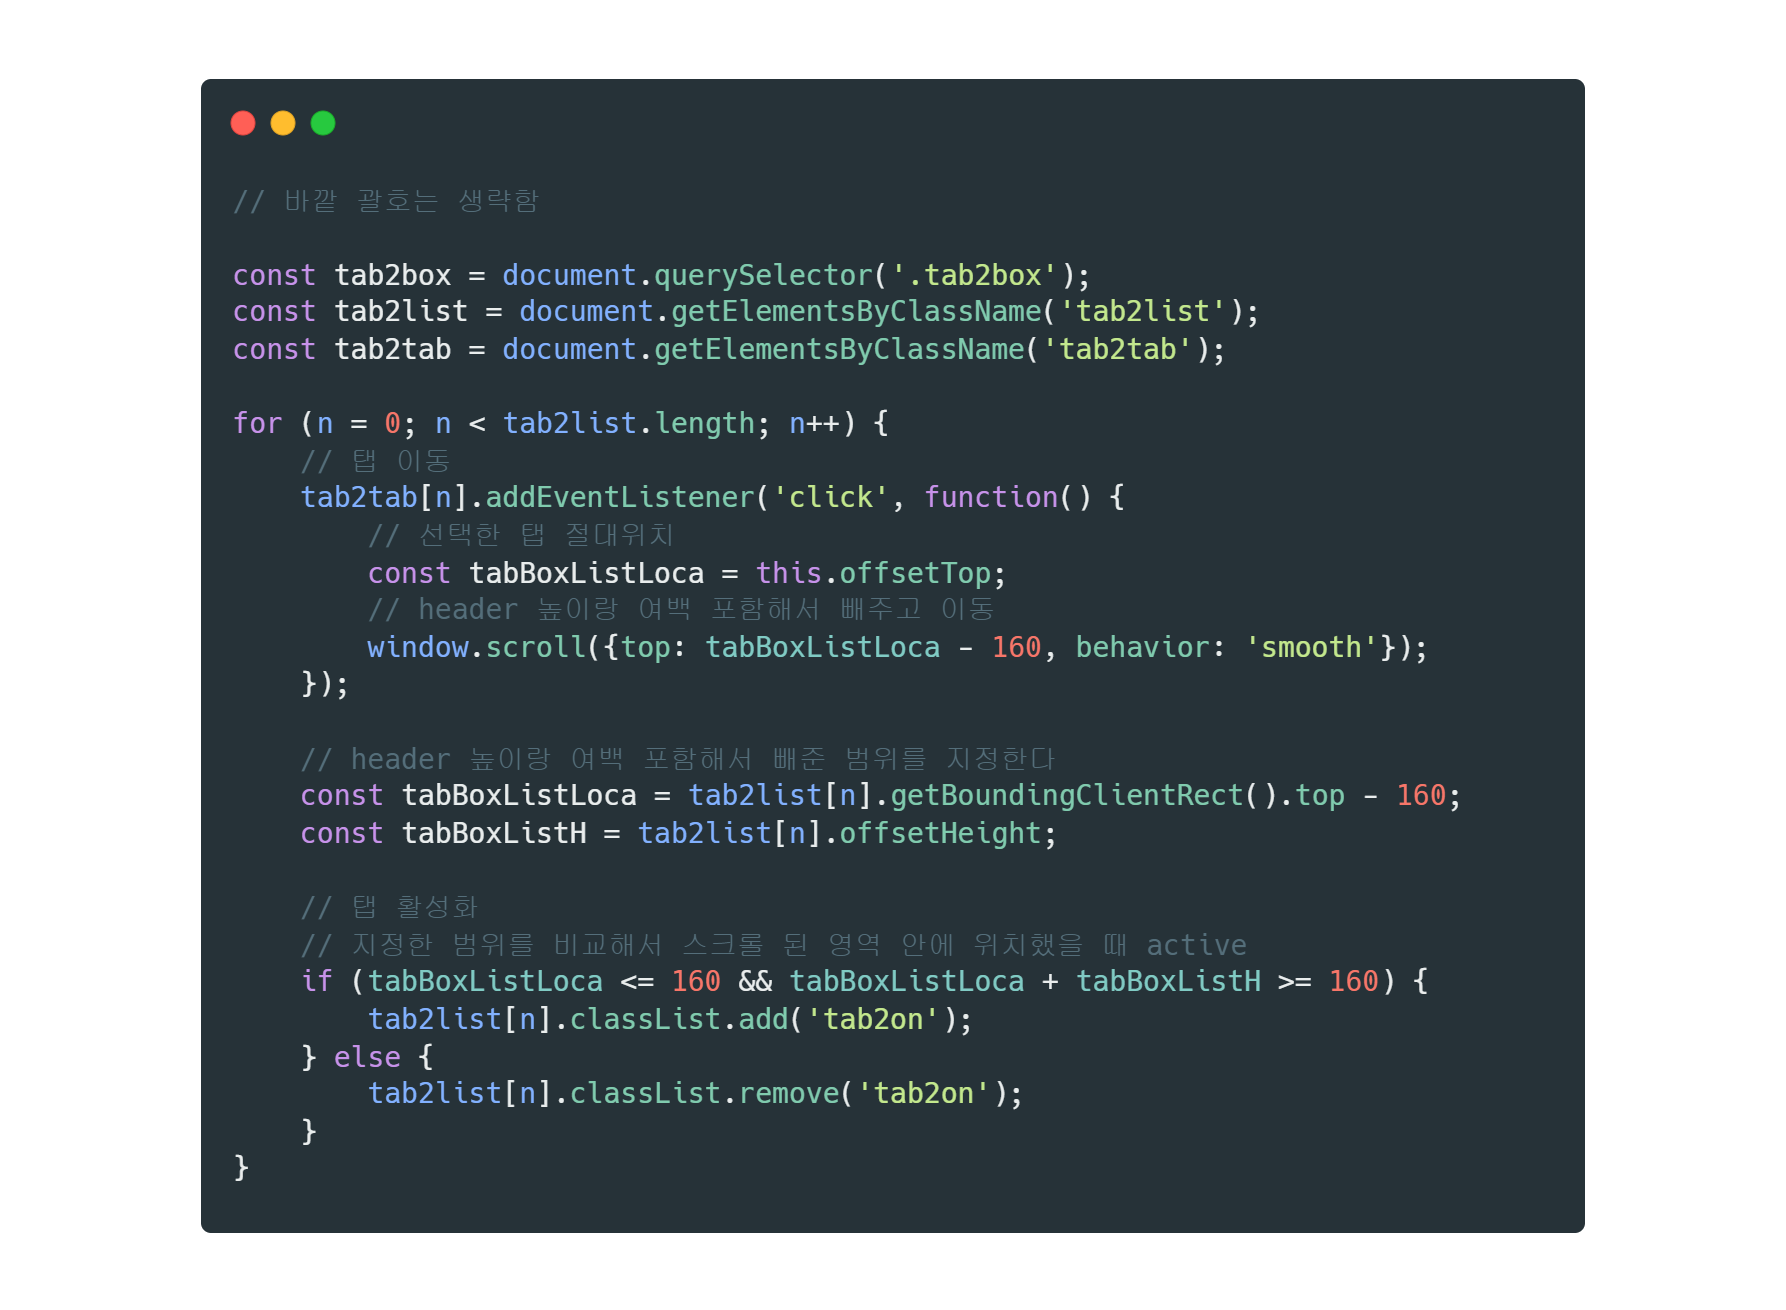 // 바깥 괄호는 생략함
const tab2box = document.querySelector('.tab2box');
const tab2list = document.getElementsByClassName('tab2list');
const tab2tab = document.getElementsByClassName('tab2tab');
for (n = 0; n < tab2list.length; n++) {
    // 탭 이동
    tab2tab[n].addEventListener('click', function() {
        // 선택한 탭 절대위치
        const tabBoxListLoca = this.offsetTop;
        // header 높이랑 여백 포함해서 빼주고 이동
        window.scroll({top: tabBoxListLoca - 160, behavior: 'smooth'});
    });
    // header 높이랑 여백 포함해서 빼준 범위를 지정한다
    const tabBoxListLoca = tab2list[n].getBoundingClientRect().top - 160;
    const tabBoxListH = tab2list[n].offsetHeight;
    // 탭 활성화
    // 지정한 범위를 비교해서 스크롤 된 영역 안에 위치했을 때 active
    if (tabBoxListLoca <= 160 && tabBoxListLoca + tabBoxListH >= 160) {
        tab2list[n].classList.add('tab2on');
    } else {
        tab2list[n].classList.remove('tab2on');
    }
}